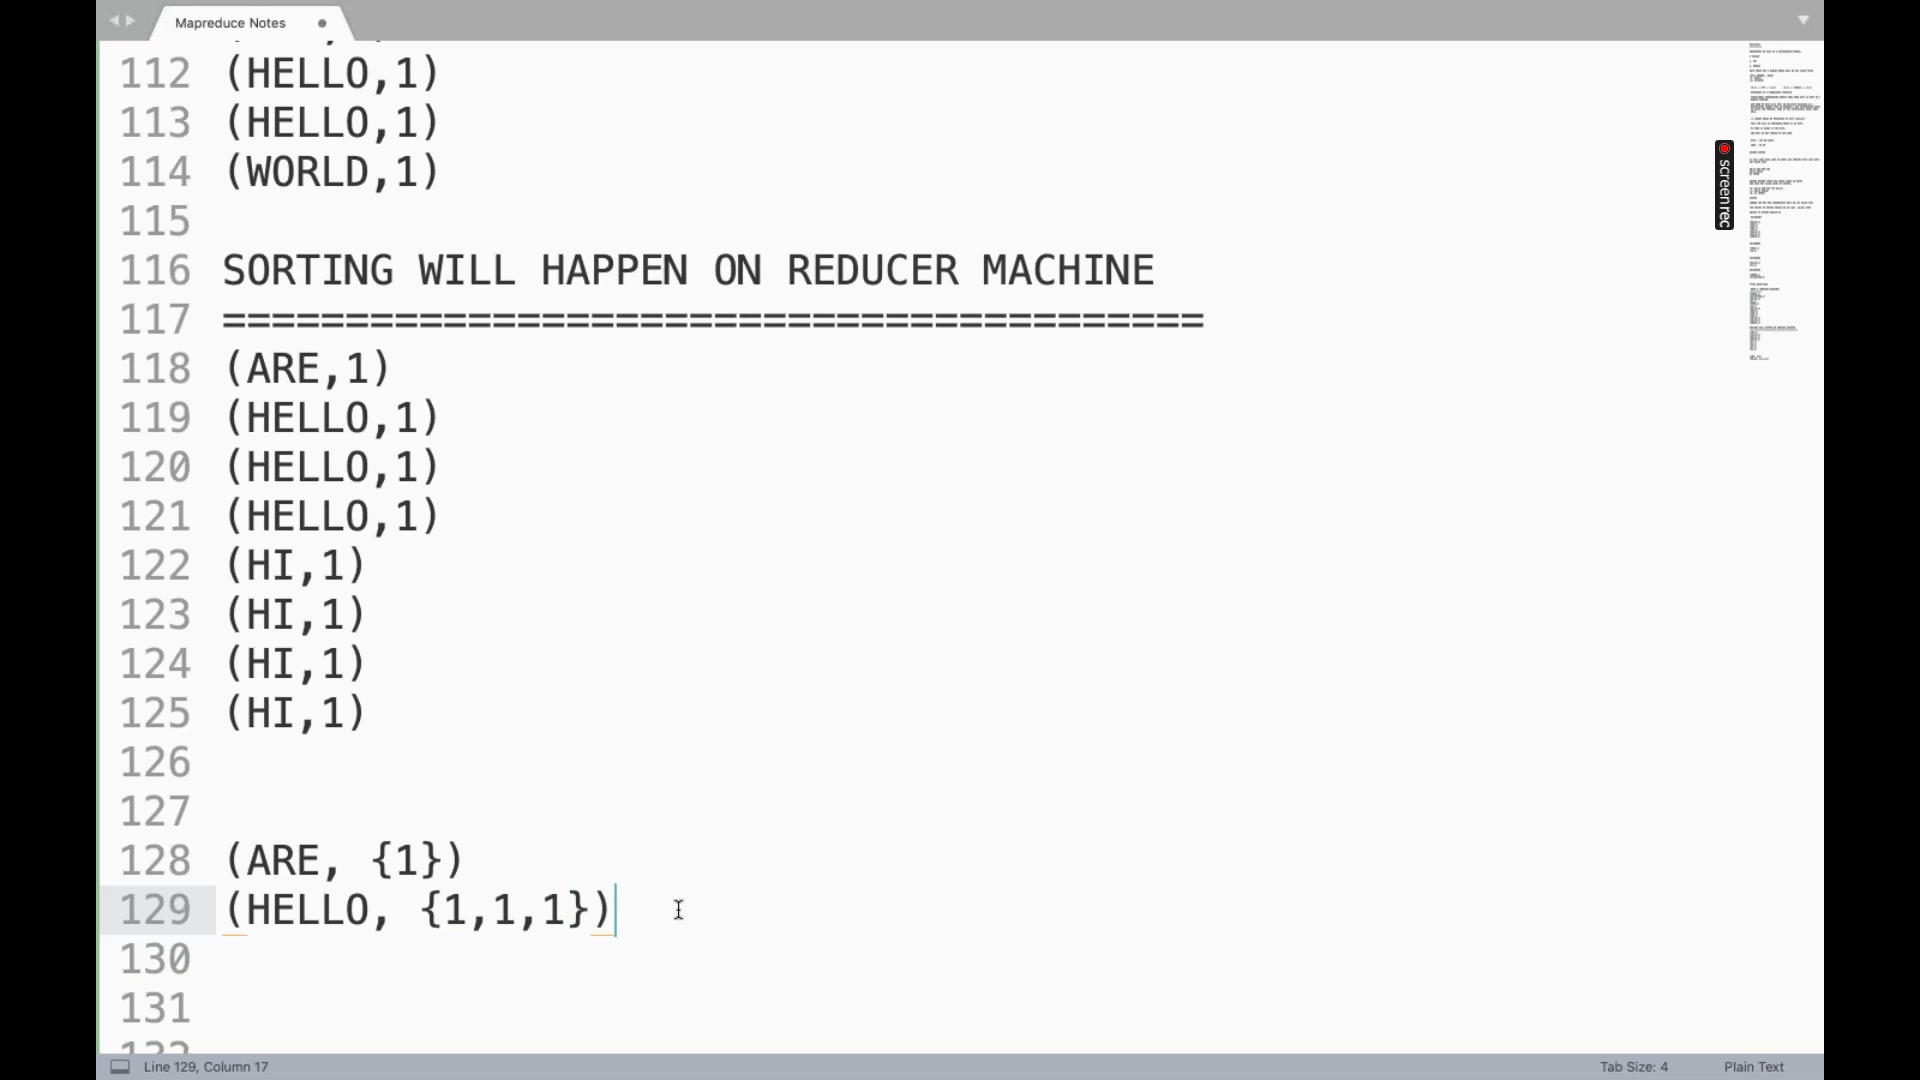 Mapreduce Notes
112 (HELLO,1)
113 (HELLO,1)
114 (WORLD,1)
115
116 SORTING WILL HAPPEN ON REDUCER MACHINE
117 ========================================
118 (ARE,1)
119 (HELLO,1)
120 (HELLO,1)
121 (HELLO,1)
122 (HI,1)
123 (HI,1)
124 (HI,1)
125 (HI,1)
126
127
128 (ARE, {1})
129 (HELLO, {1,1,1})
130
131
132
screen rec
Line 129, Column 17
Tab Size: 4
Plain Text